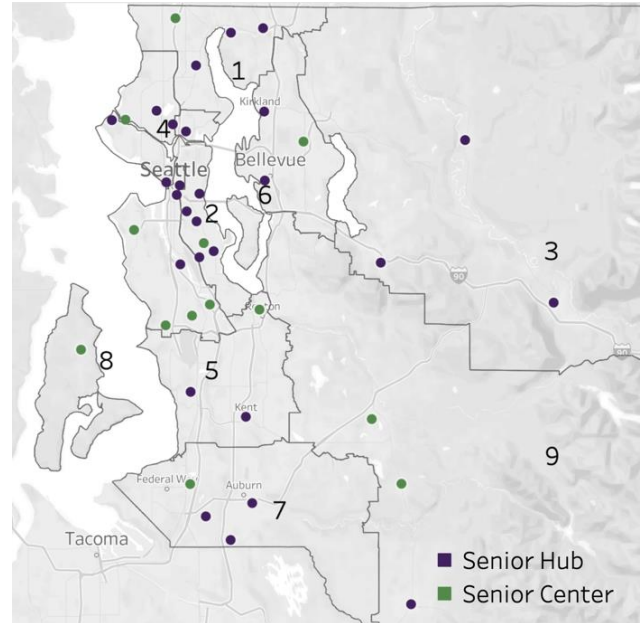 1
Kirkland
4
Seattle
Bellevue
6
2
3
90
90
Renton
8
5
Kent
9
Federal Way
Auburn
7
Tacoma
Senior Hub
Senior Center